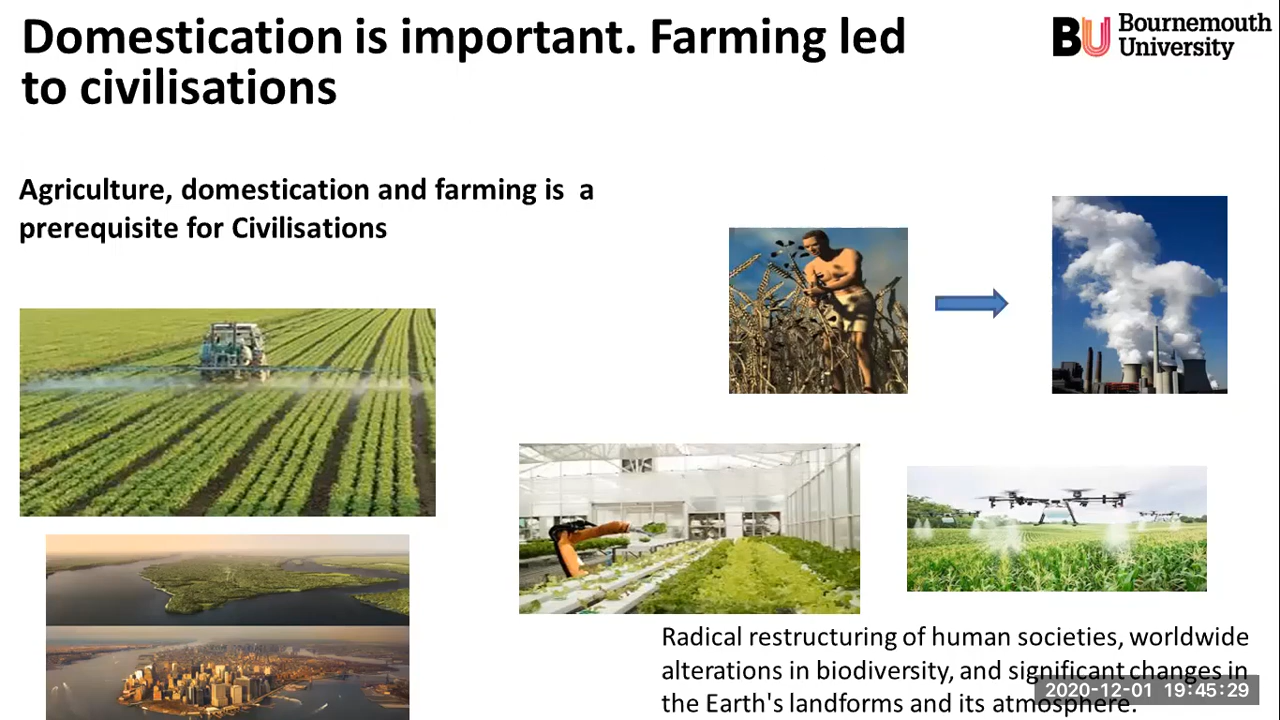 Domestication is important. Farming led
to civilisations
BU Bournemouth
University
Agriculture, domestication and farming is a
prerequisite for Civilisations
Radical restructuring of human societies, worldwide
alterations in biodiversity, and significant changes in
the Earth's landforms and its atmosphere.
2020-12-01 19:45:29